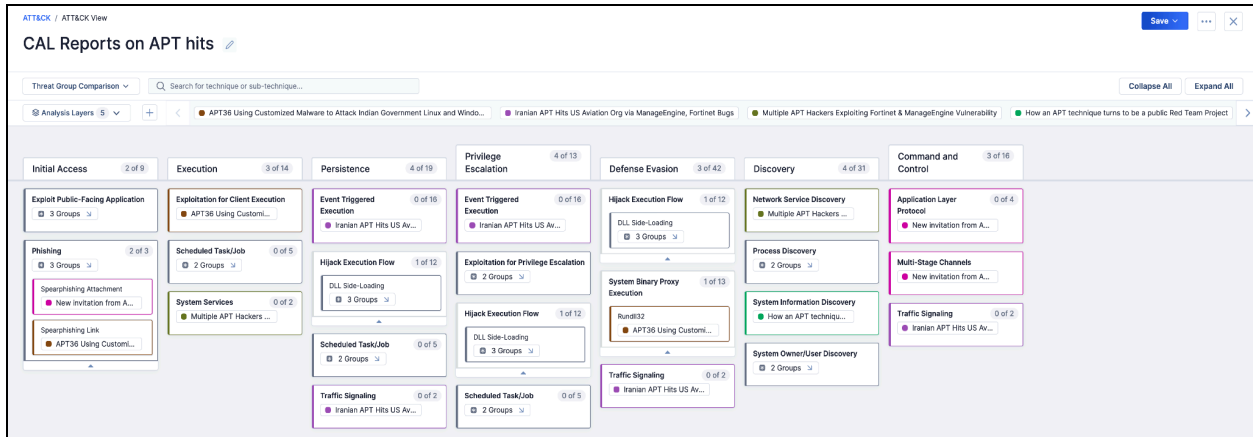 ATT&CK / ATT&CK View
Save
CAL Reports on APT hits
Threat Group Comparison
Search for technique or sub-technique...
Collapse All
Expand All
Analysis Layers 5
APT36 Using Customized Malware to Attack Indian Government Linux and Windo...
Iranian APT Hits US Aviation Org via ManageEngine, Fortinet Bugs
Multiple APT Hackers Exploiting Fortinet & ManageEngine Vulnerability
How an APT technique turns to be a public Red Team Project
Initial Access 2 of 9
Exploit Public-Facing Application
3 Groups
Phishing 2 of 3
3 Groups
Spearphishing Attachment
New invitation from A...
Spearphishing Link
APT36 Using Customi...
Execution 3 of 14
Exploitation for Client Execution
APT36 Using Customi...
Scheduled Task/Job 0 of 5
2 Groups
System Services 0 of 2
Multiple APT Hackers ...
Persistence 4 of 19
Event Triggered 0 of 16
Execution
Iranian APT Hits US Av...
Hijack Execution Flow 1 of 12
DLL Side-Loading
3 Groups
Scheduled Task/Job 0 of 5
2 Groups
Traffic Signaling 0 of 2
Iranian APT Hits US Av...
Privilege 4 of 13
Escalation
Event Triggered 0 of 16
Execution
Iranian APT Hits US Av...
Exploitation for Privilege Escalation
2 Groups
Hijack Execution Flow 1 of 12
DLL Side-Loading
3 Groups
Scheduled Task/Job 0 of 5
2 Groups
Defense Evasion 3 of 42
Hijack Execution Flow 1 of 12
DLL Side-Loading
3 Groups
System Binary Proxy 1 of 13
Execution
Rundll32
APT36 Using Customi...
Traffic Signaling 0 of 2
Iranian APT Hits US Av...
Discovery 4 of 31
Network Service Discovery
Multiple APT Hackers ...
Process Discovery
2 Groups
System Information Discovery
How an APT techniqu...
System Owner/User Discovery
2 Groups
Command and 3 of 16
Control
Application Layer 0 of 4
Protocol
New invitation from A...
Multi-Stage Channels
New invitation from A...
Traffic Signaling 0 of 2
Iranian APT Hits US Av...